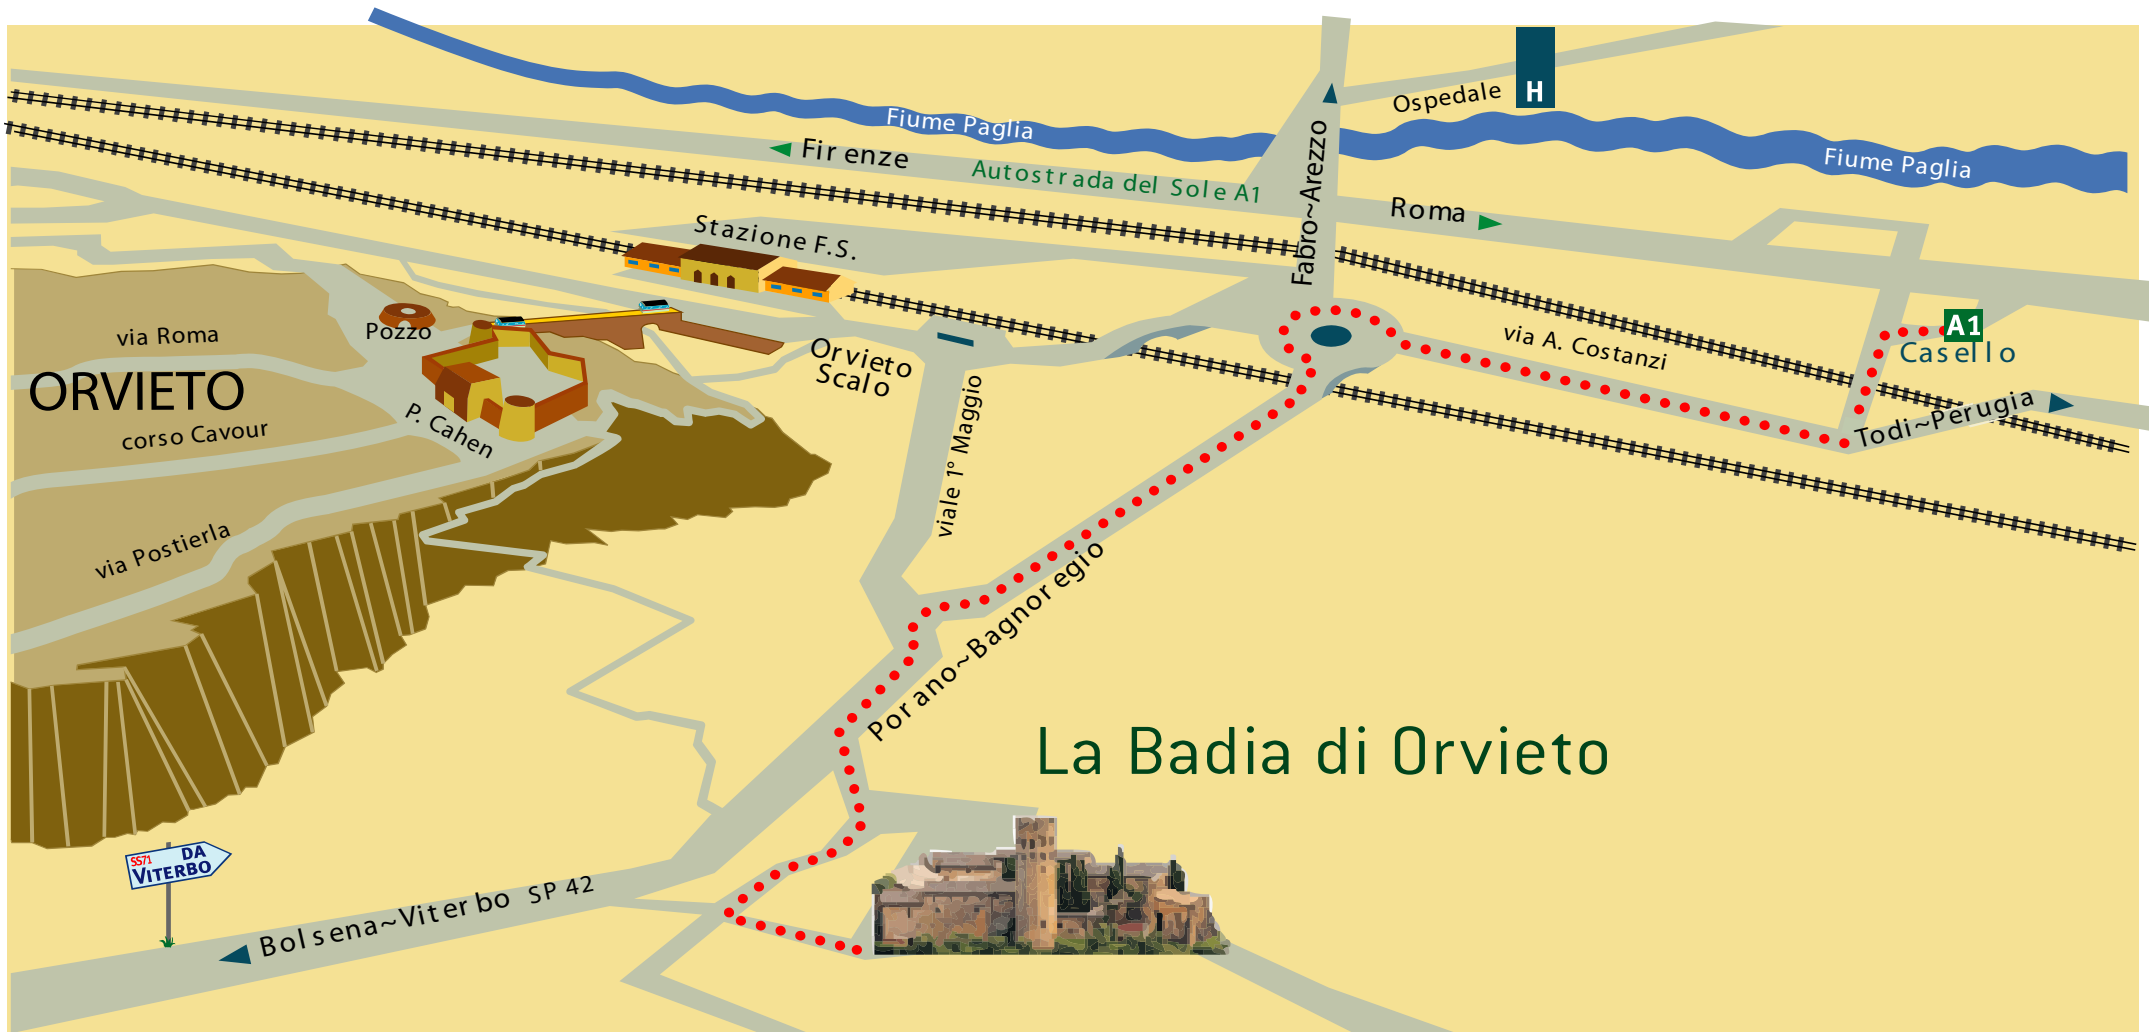 H
Ospedale
Fiume Paglia
Fiume Paglia
Firenze
Autostrada del Sole A1
Fabro~Arezzo
Roma
Stazione F.S.
A1
Casello
via A. Costanzi
Todi~Perugia
Pozzo
via Roma
ORVIETO
corso Cavour
P. Cahen
Orvieto
Scalo
viale 1° Maggio
via Postierla
Porano~Bagnoregio
La Badia di Orvieto
SS71
DA
VITERBO
Bolsena~Viterbo SP 42